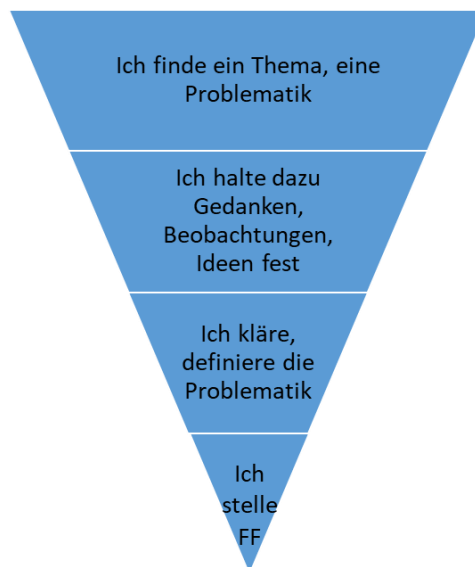 Ich finde ein Thema, eine
Problematik
Ich halte dazu
Gedanken,
Beobachtungen,
Ideen fest
Ich kläre,
definiere die
Problematik
Ich
stelle
FF